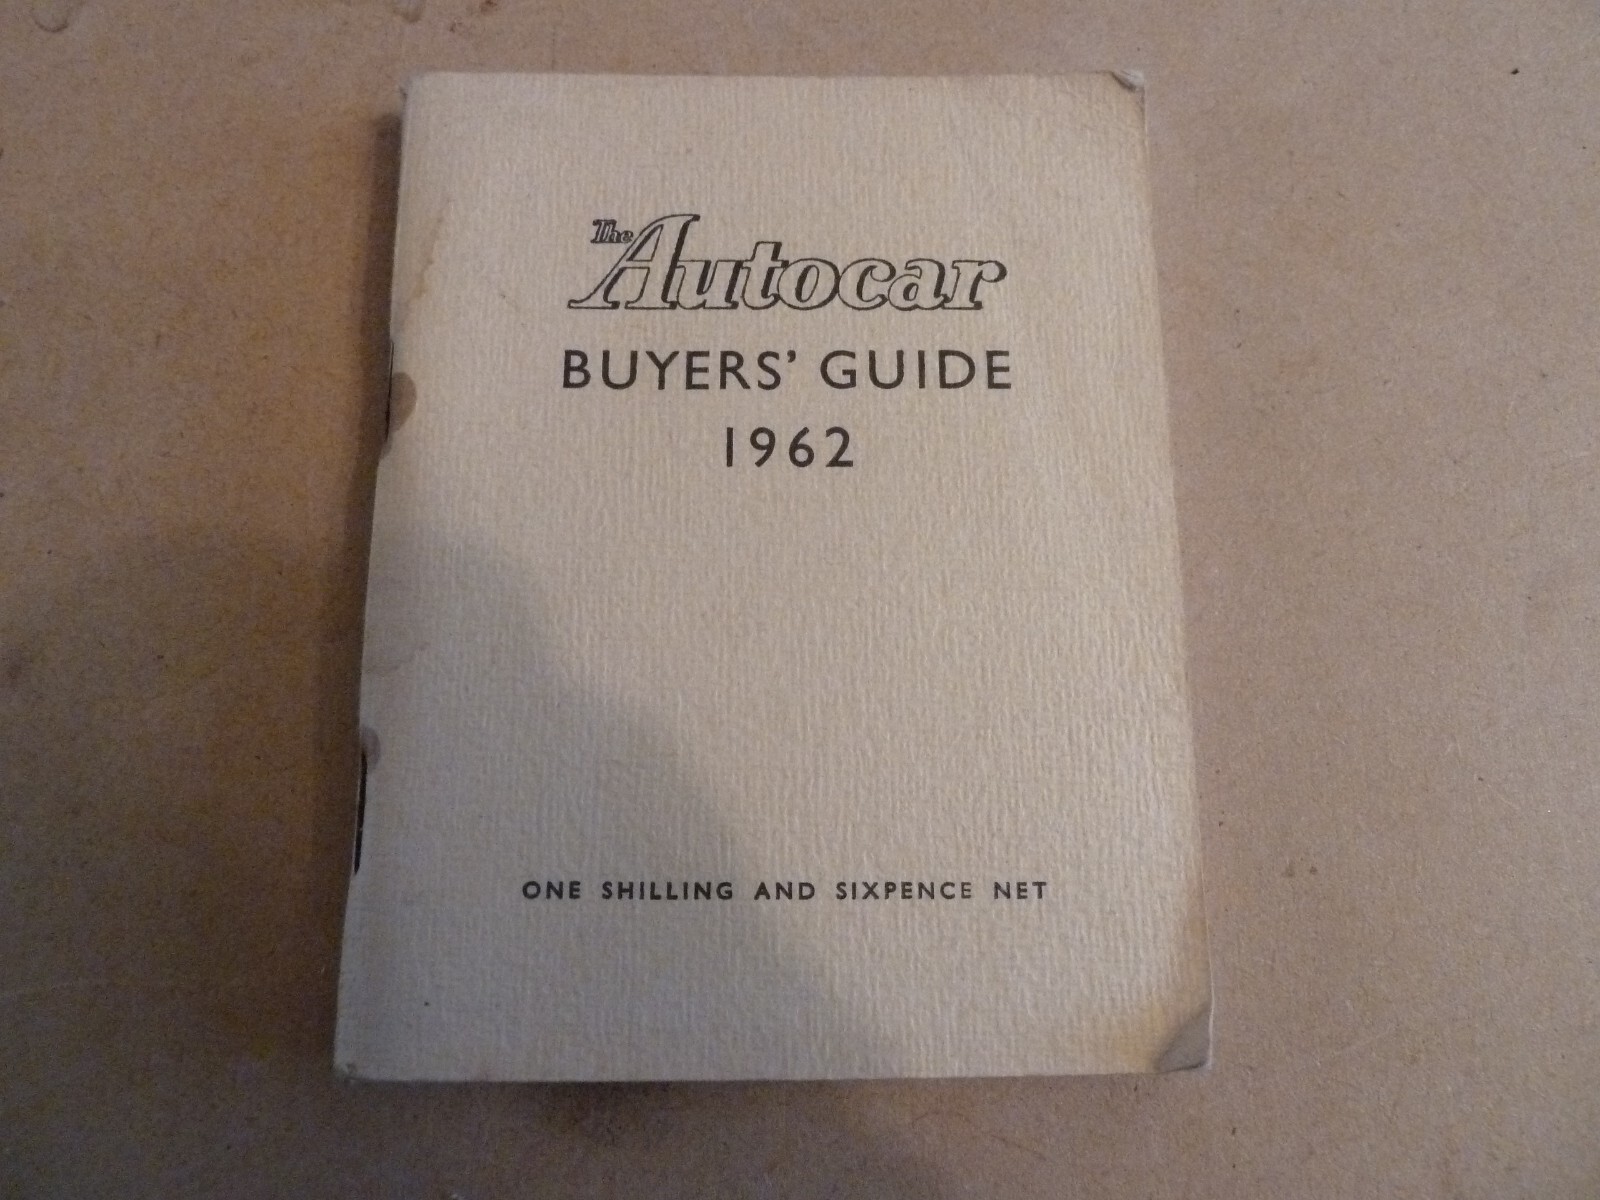 The Autocar
BUYERS' GUIDE
1962
ONE SHILLING AND SIXPENCE NET